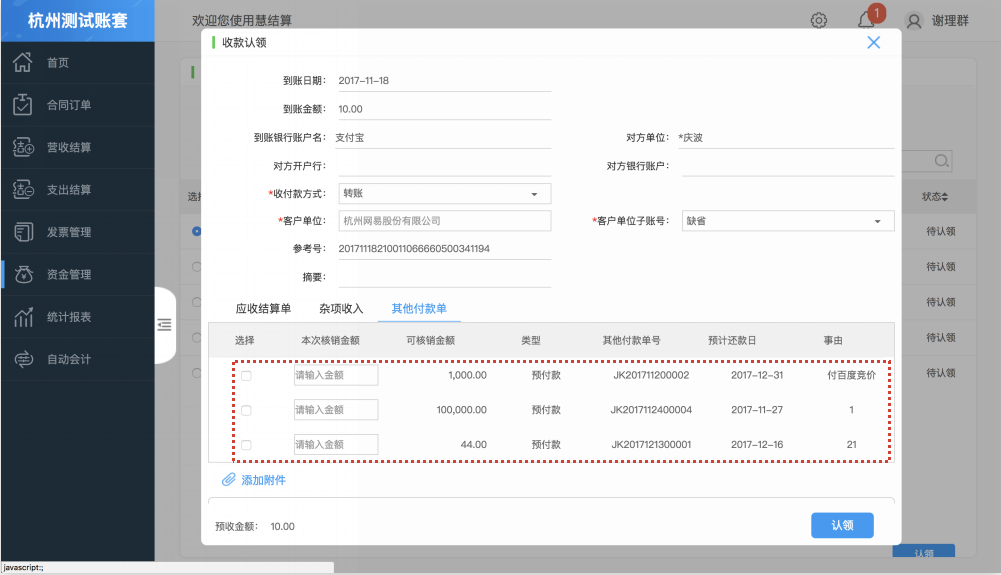 杭州测试账套
欢迎您使用慧结算
1
谢理群
首页
合同订单
营收结算
支出结算
发票管理
资金管理
统计报表
自动会计
收款认领
到账日期： 2017-11-18
到账金额： 10.00
到账银行账户名： 支付宝 对方单位： *庆波
对方开户行： 对方银行账户：
*收付款方式： 转账
*客户单位： 杭州网易股份有限公司 *客户单位子账号： 缺省
参考号： 20171118210011066660500341194
摘要：
应收结算单 杂项收入 其他付款单
选择 本次核销金额 可核销金额 类型 其他付款单号 预计还款日 事由
请输入金额 1,000.00 预付款 JK201711200002 2017-12-31 付百度竞价
请输入金额 100,000.00 预付款 JK2017112400004 2017-11-27 1
请输入金额 44.00 预付款 JK2017121300001 2017-12-16 21
添加附件
预收金额： 10.00
认领
状态
待认领
待认领
待认领
待认领
待认领
认领
javascript:;